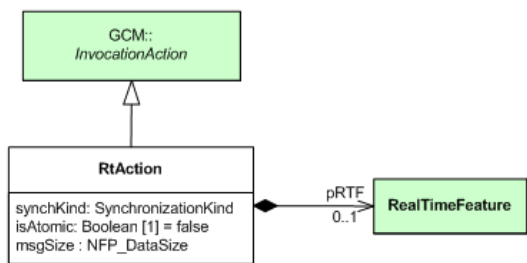 GCM::
InvocationAction
RtAction
synchKind: SynchronizationKind
isAtomic: Boolean [1] = false
msgSize : NFP_DataSize
pRTF
0..1
RealTimeFeature